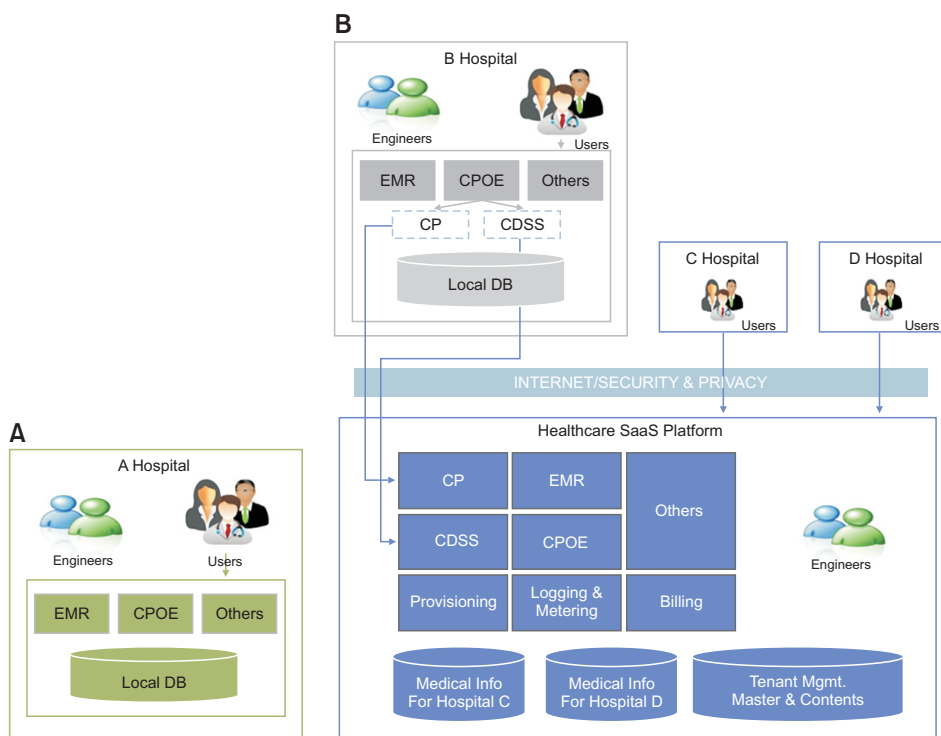 B
B Hospital
Engineers
Users
EMR
CPOE
Others
CP
CDSS
Local DB
C Hospital
Users
D Hospital
Users
INTERNET/SECURITY & PRIVACY
A
A Hospital
Engineers
Users
EMR
CPOE
Others
Local DB
Healthcare SaaS Platform
CP
EMR
Others
CDSS
CPOE
Provisioning
Logging &
Metering
Billing
Engineers
Medical Info
For Hospital C
Medical Info
For Hospital D
Tenant Mgmt.
Master & Contents